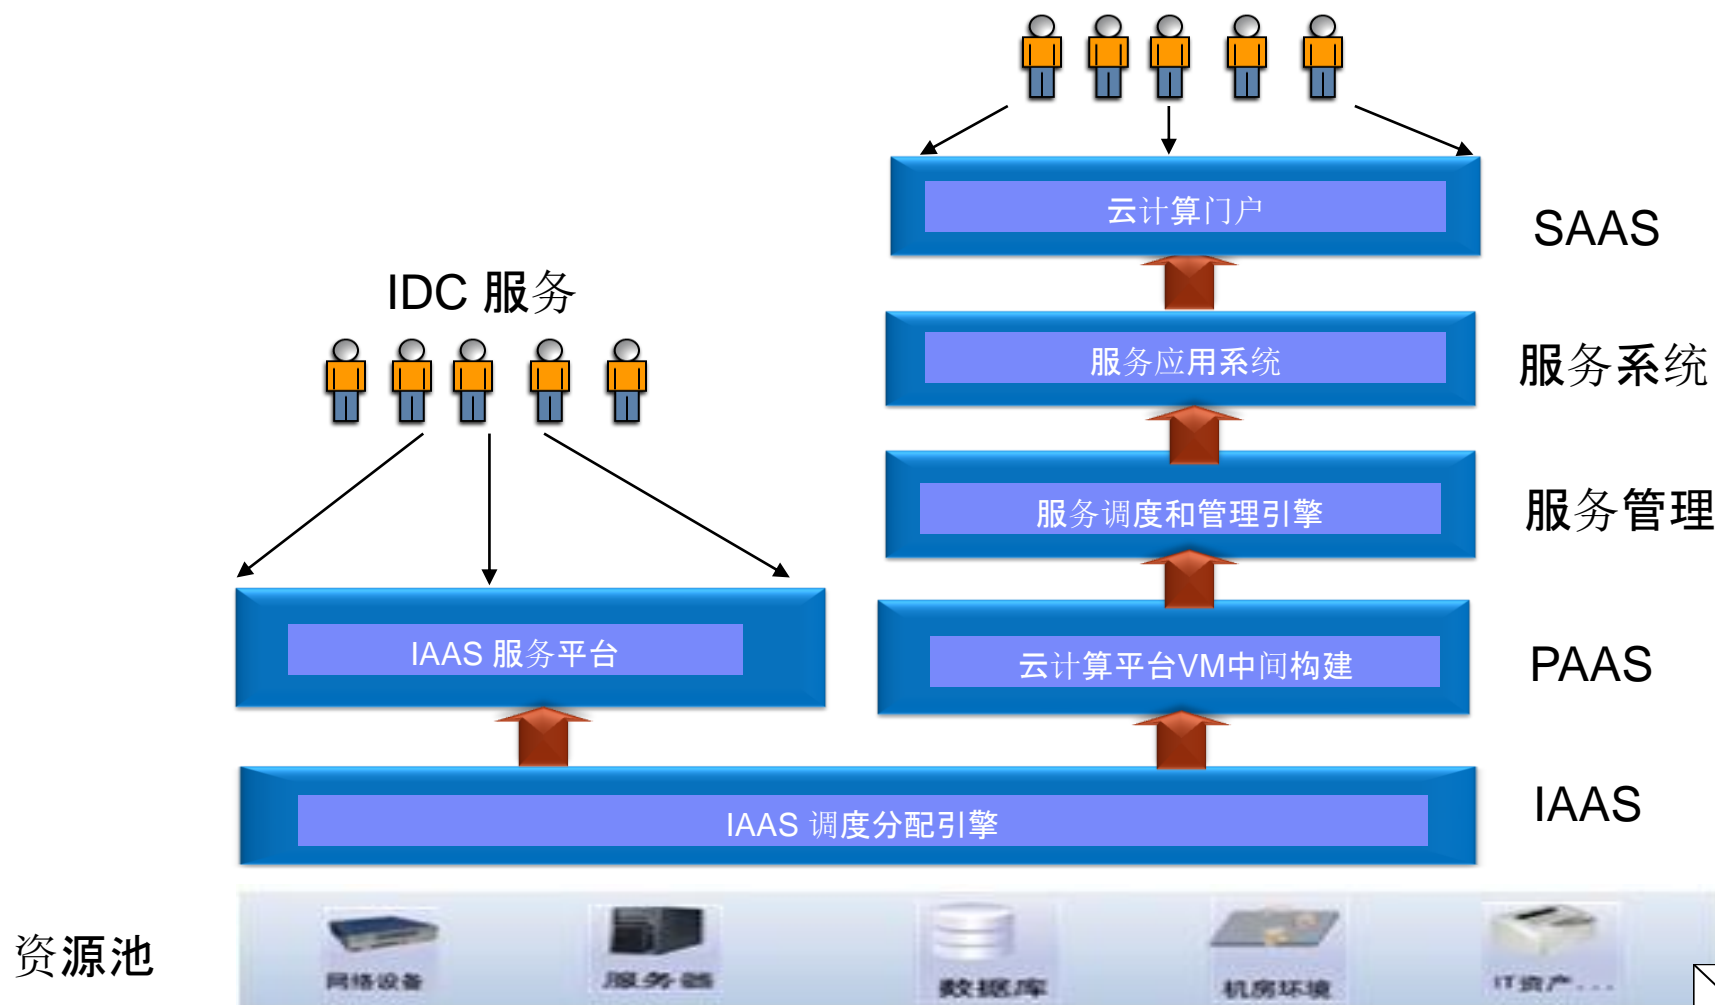 云计算门户
SAAS
IDC 服务
服务应用系统
服务系统
服务调度和管理引擎
服务管理
IAAS 服务平台
云计算平台VM中间构建
PAAS
IAAS 调度分配引擎
IAAS
资源池
网络设备
服务器
数据库
机房环境
IT资产...